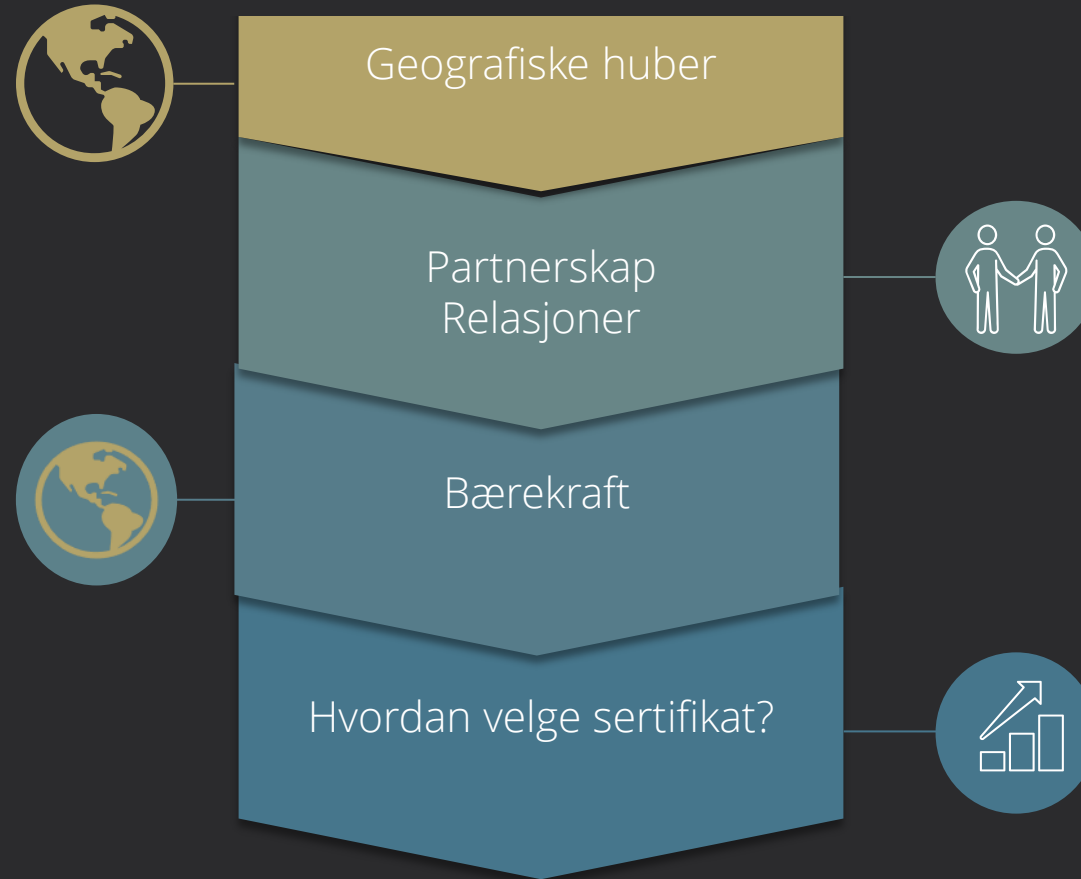 Geografiske huber
Partnerskap
Relasjoner
Bærekraft
Hvordan velge sertifikat?